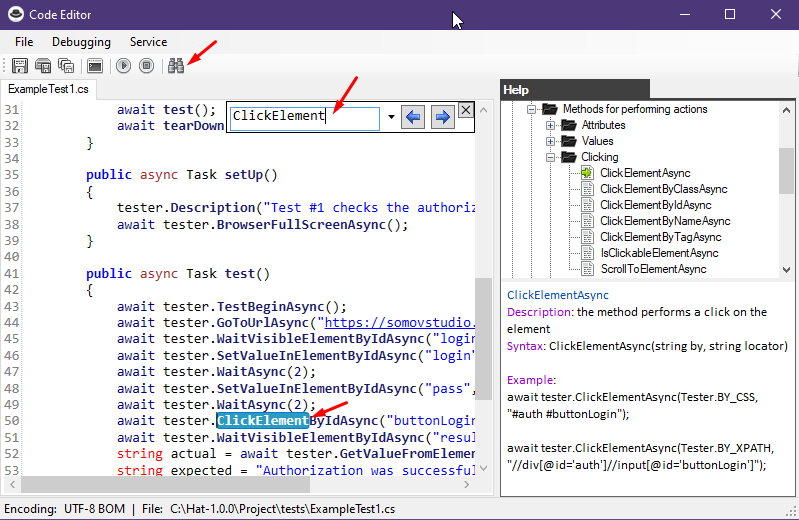 Code Editor
File Debugging Service
ExampleTest1.cs
ClickElement
31 await test();
32 await tearDown
33 }
34
35 public async Task setUp()
36 {
37 tester.Description("Test #1 checks the authoriz
38 await tester.BrowserFullScreenAsync();
39 }
40
41 public async Task test()
42 {
43 await tester.TestBeginAsync();
44 await tester.GoToUrlAsync("https://somovstudio.
45 await tester.WaitVisibleElementByIdAsync("login
46 await tester.SetValueInElementByIdAsync("login"
47 await tester.WaitAsync(2);
48 await tester.SetValueInElementByIdAsync("pass",
49 await tester.WaitAsync(2);
50 await tester.ClickElementByIdAsync("buttonLogin
51 await tester.WaitVisibleElementByIdAsync("resul
52 string actual = await tester.GetValueFromElemen
53 string expected = "Authorization was successful
Help
Methods for performing actions
Attributes
Values
Clicking
ClickElementAsync
ClickElementByClassAsync
ClickElementByIdAsync
ClickElementByNameAsync
ClickElementByTagAsync
IsClickableElementAsync
ScrollToElementAsync
ClickElementAsync
Description: the method performs a click on the
element
Syntax: ClickElementAsync(string by, string locator)
Example:
await tester.ClickElementAsync(Tester.BY_CSS,
"#auth #buttonLogin");
await tester.ClickElementAsync(Tester.BY_XPATH,
"//div[@id='auth']//input[@id='buttonLogin']");
Encoding: UTF-8 BOM | File: C:\Hat-1.0.0\Project\tests\ExampleTest1.cs